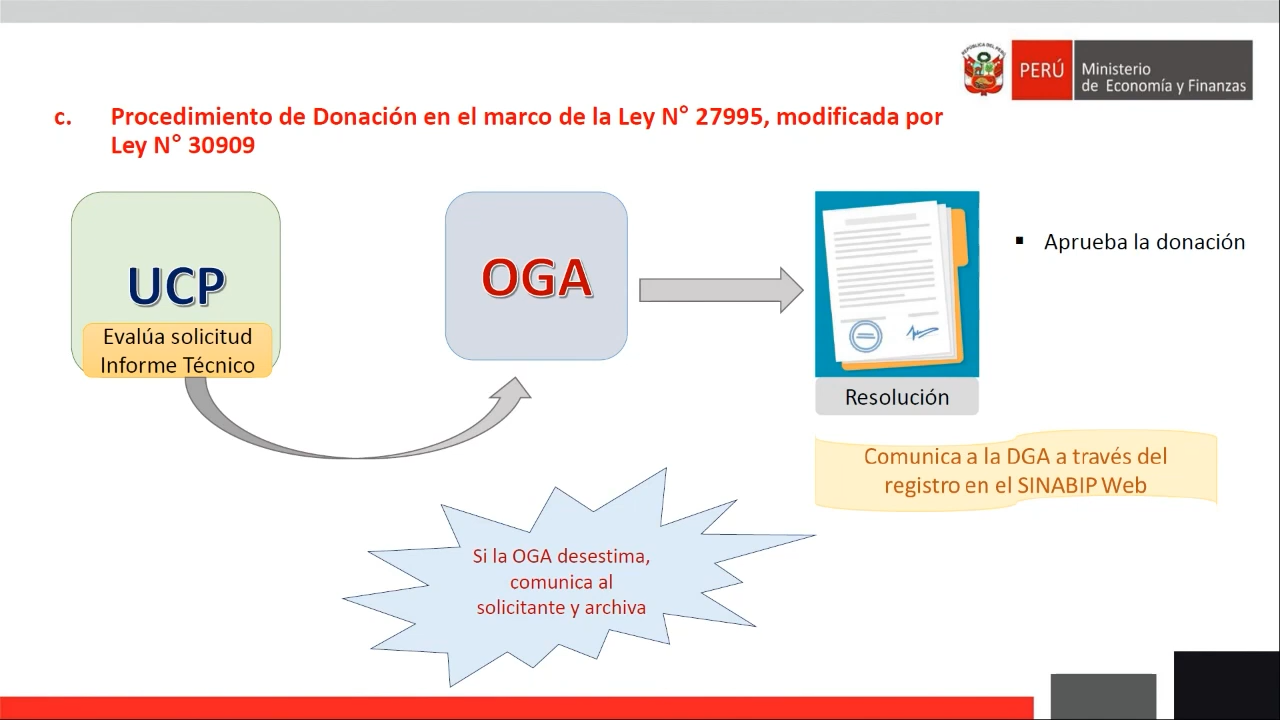 PERÚ
Ministerio
de Economía y Finanzas
c. Procedimiento de Donación en el marco de la Ley N° 27995, modificada por
Ley N° 30909
UCP
Evalúa solicitud
Informe Técnico
OGA
Resolución
▪ Aprueba la donación
Comunica a la DGA a través del
registro en el SINABIP Web
Si la OGA desestima,
comunica al
solicitante y archiva